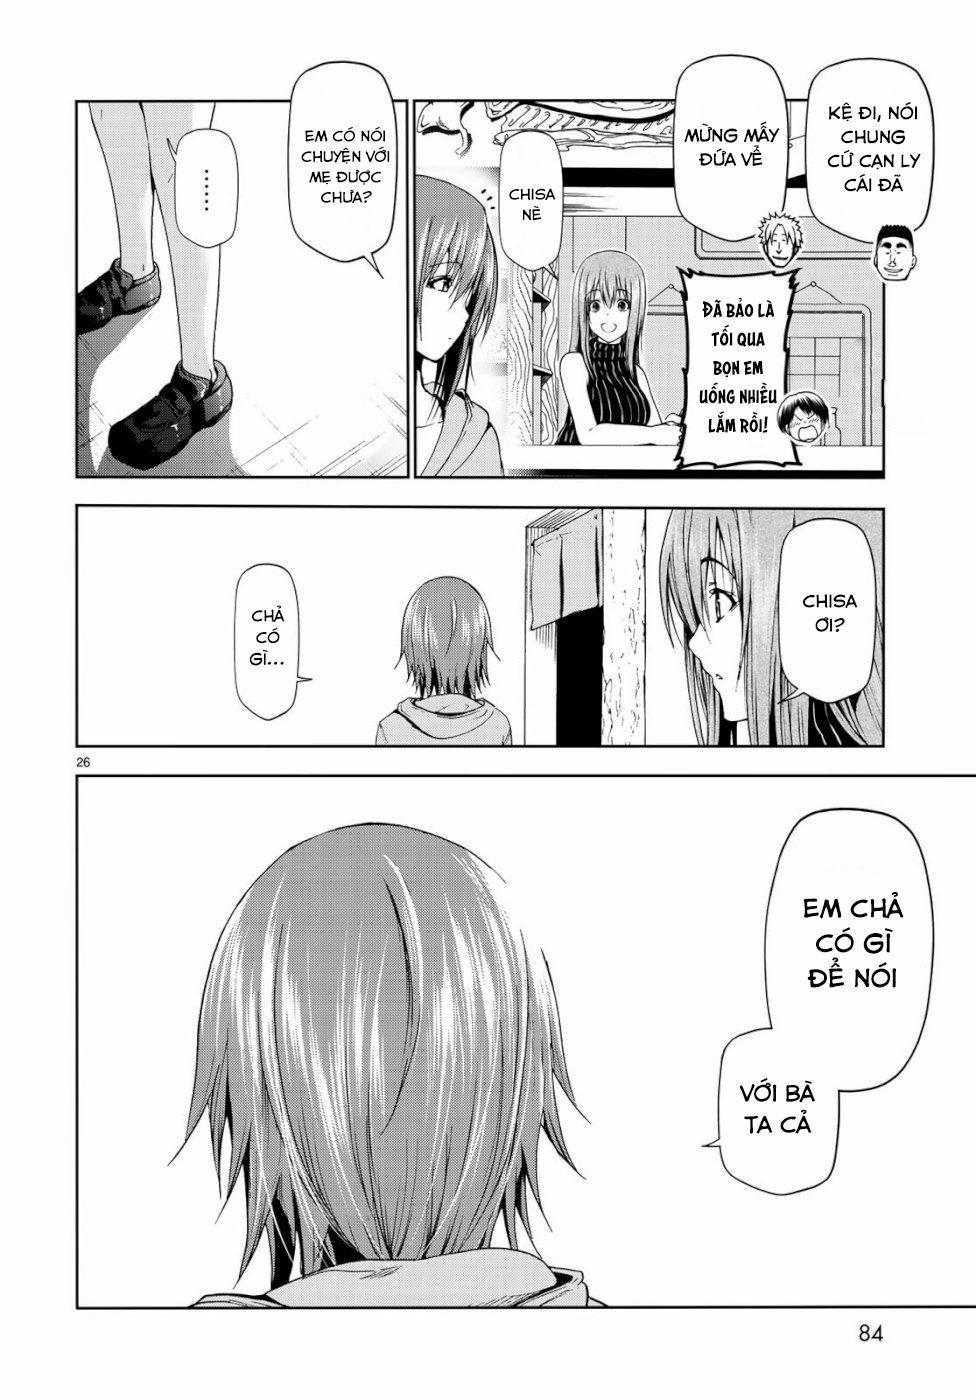 KỆ ĐI, NÓI
CHUNG
CỨ CẠN LY
CÁI ĐÃ
MỪNG MẤY
ĐỨA VỀ
ĐÃ BẢO LÀ
TỐI QUA
BỌN EM
UỐNG NHIỀU
LẮM RỒI!
CHISA
NÈ
EM CÓ NÓI
CHUYỆN VỚI
MẸ ĐƯỢC
CHƯA?
......
CHISA
ƠI?
CHẢ
CÓ
GÌ...
26
EM CHẢ
CÓ GÌ
ĐỂ NÓI
VỚI BÀ
TA CẢ
84